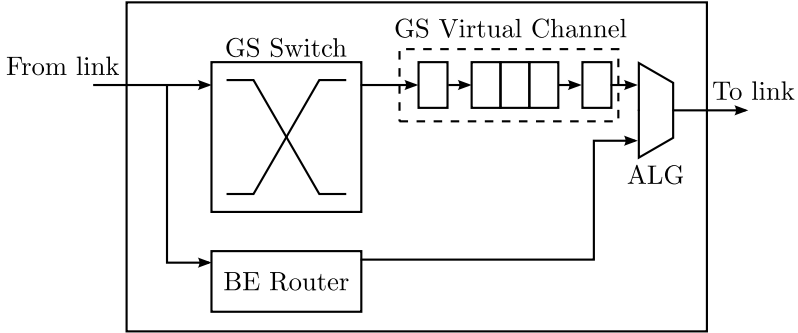 GS Virtual Channel
GS Switch
From link
To link
ALG
BE Router